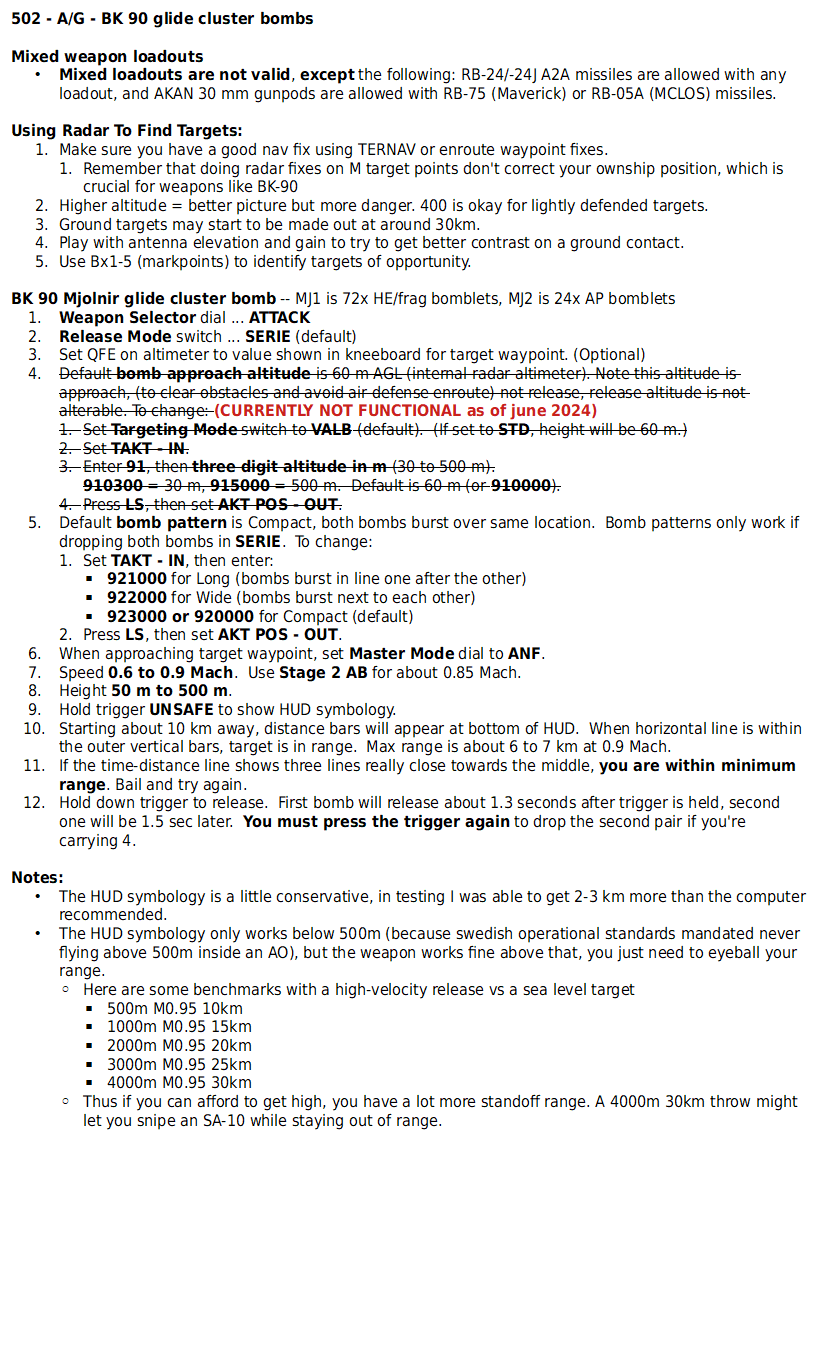 502 - A/G - BK 90 glide cluster bombs
Mixed weapon loadouts
• Mixed loadouts are not valid, except the following: RB-24/-24J A2A missiles are allowed with any
loadout, and AKAN 30 mm gunpods are allowed with RB-75 (Maverick) or RB-05A (MCLOS) missiles.
Using Radar To Find Targets:
1. Make sure you have a good nav fix using TERNAV or enroute waypoint fixes.
1. Remember that doing radar fixes on M target points don't correct your ownship position, which is
crucial for weapons like BK-90
2. Higher altitude = better picture but more danger. 400 is okay for lightly defended targets.
3. Ground targets may start to be made out at around 30km.
4. Play with antenna elevation and gain to try to get better contrast on a ground contact.
5. Use Bx1-5 (markpoints) to identify targets of opportunity.
BK 90 Mjolnir glide cluster bomb -- MJ1 is 72x HE/frag bomblets, MJ2 is 24x AP bomblets
1. Weapon Selector dial ... ATTACK
2. Release Mode switch ... SERIE (default)
3. Set QFE on altimeter to value shown in kneeboard for target waypoint. (Optional)
4. Default bomb approach altitude is 60 m AGL (internal radar altimeter). Note this altitude is
approach, (to clear obstacles and avoid air defense enroute) not release, release altitude is not
alterable. To change: (CURRENTLY NOT FUNCTIONAL as of june 2024)
1. Set Targeting Mode switch to VALB (default). (If set to STD, height will be 60 m.)
2. Set TAKT - IN.
3. Enter 91, then three digit altitude in m (30 to 500 m).
910300 = 30 m, 915000 = 500 m. Default is 60 m (or 910000).
4. Press LS, then set AKT POS - OUT.
5. Default bomb pattern is Compact, both bombs burst over same location. Bomb patterns only work if
dropping both bombs in SERIE. To change:
1. Set TAKT - IN, then enter:
▪ 921000 for Long (bombs burst in line one after the other)
▪ 922000 for Wide (bombs burst next to each other)
▪ 923000 or 920000 for Compact (default)
2. Press LS, then set AKT POS - OUT.
6. When approaching target waypoint, set Master Mode dial to ANF.
7. Speed 0.6 to 0.9 Mach. Use Stage 2 AB for about 0.85 Mach.
8. Height 50 m to 500 m.
9. Hold trigger UNSAFE to show HUD symbology.
10. Starting about 10 km away, distance bars will appear at bottom of HUD. When horizontal line is within
the outer vertical bars, target is in range. Max range is about 6 to 7 km at 0.9 Mach.
11. If the time-distance line shows three lines really close towards the middle, you are within minimum
range. Bail and try again.
12. Hold down trigger to release. First bomb will release about 1.3 seconds after trigger is held, second
one will be 1.5 sec later. You must press the trigger again to drop the second pair if you're
carrying 4.
Notes:
• The HUD symbology is a little conservative, in testing I was able to get 2-3 km more than the computer
recommended.
• The HUD symbology only works below 500m (because swedish operational standards mandated never
flying above 500m inside an AO), but the weapon works fine above that, you just need to eyeball your
range.
○ Here are some benchmarks with a high-velocity release vs a sea level target
▪ 500m M0.95 10km
▪ 1000m M0.95 15km
▪ 2000m M0.95 20km
▪ 3000m M0.95 25km
▪ 4000m M0.95 30km
○ Thus if you can afford to get high, you have a lot more standoff range. A 4000m 30km throw might
let you snipe an SA-10 while staying out of range.